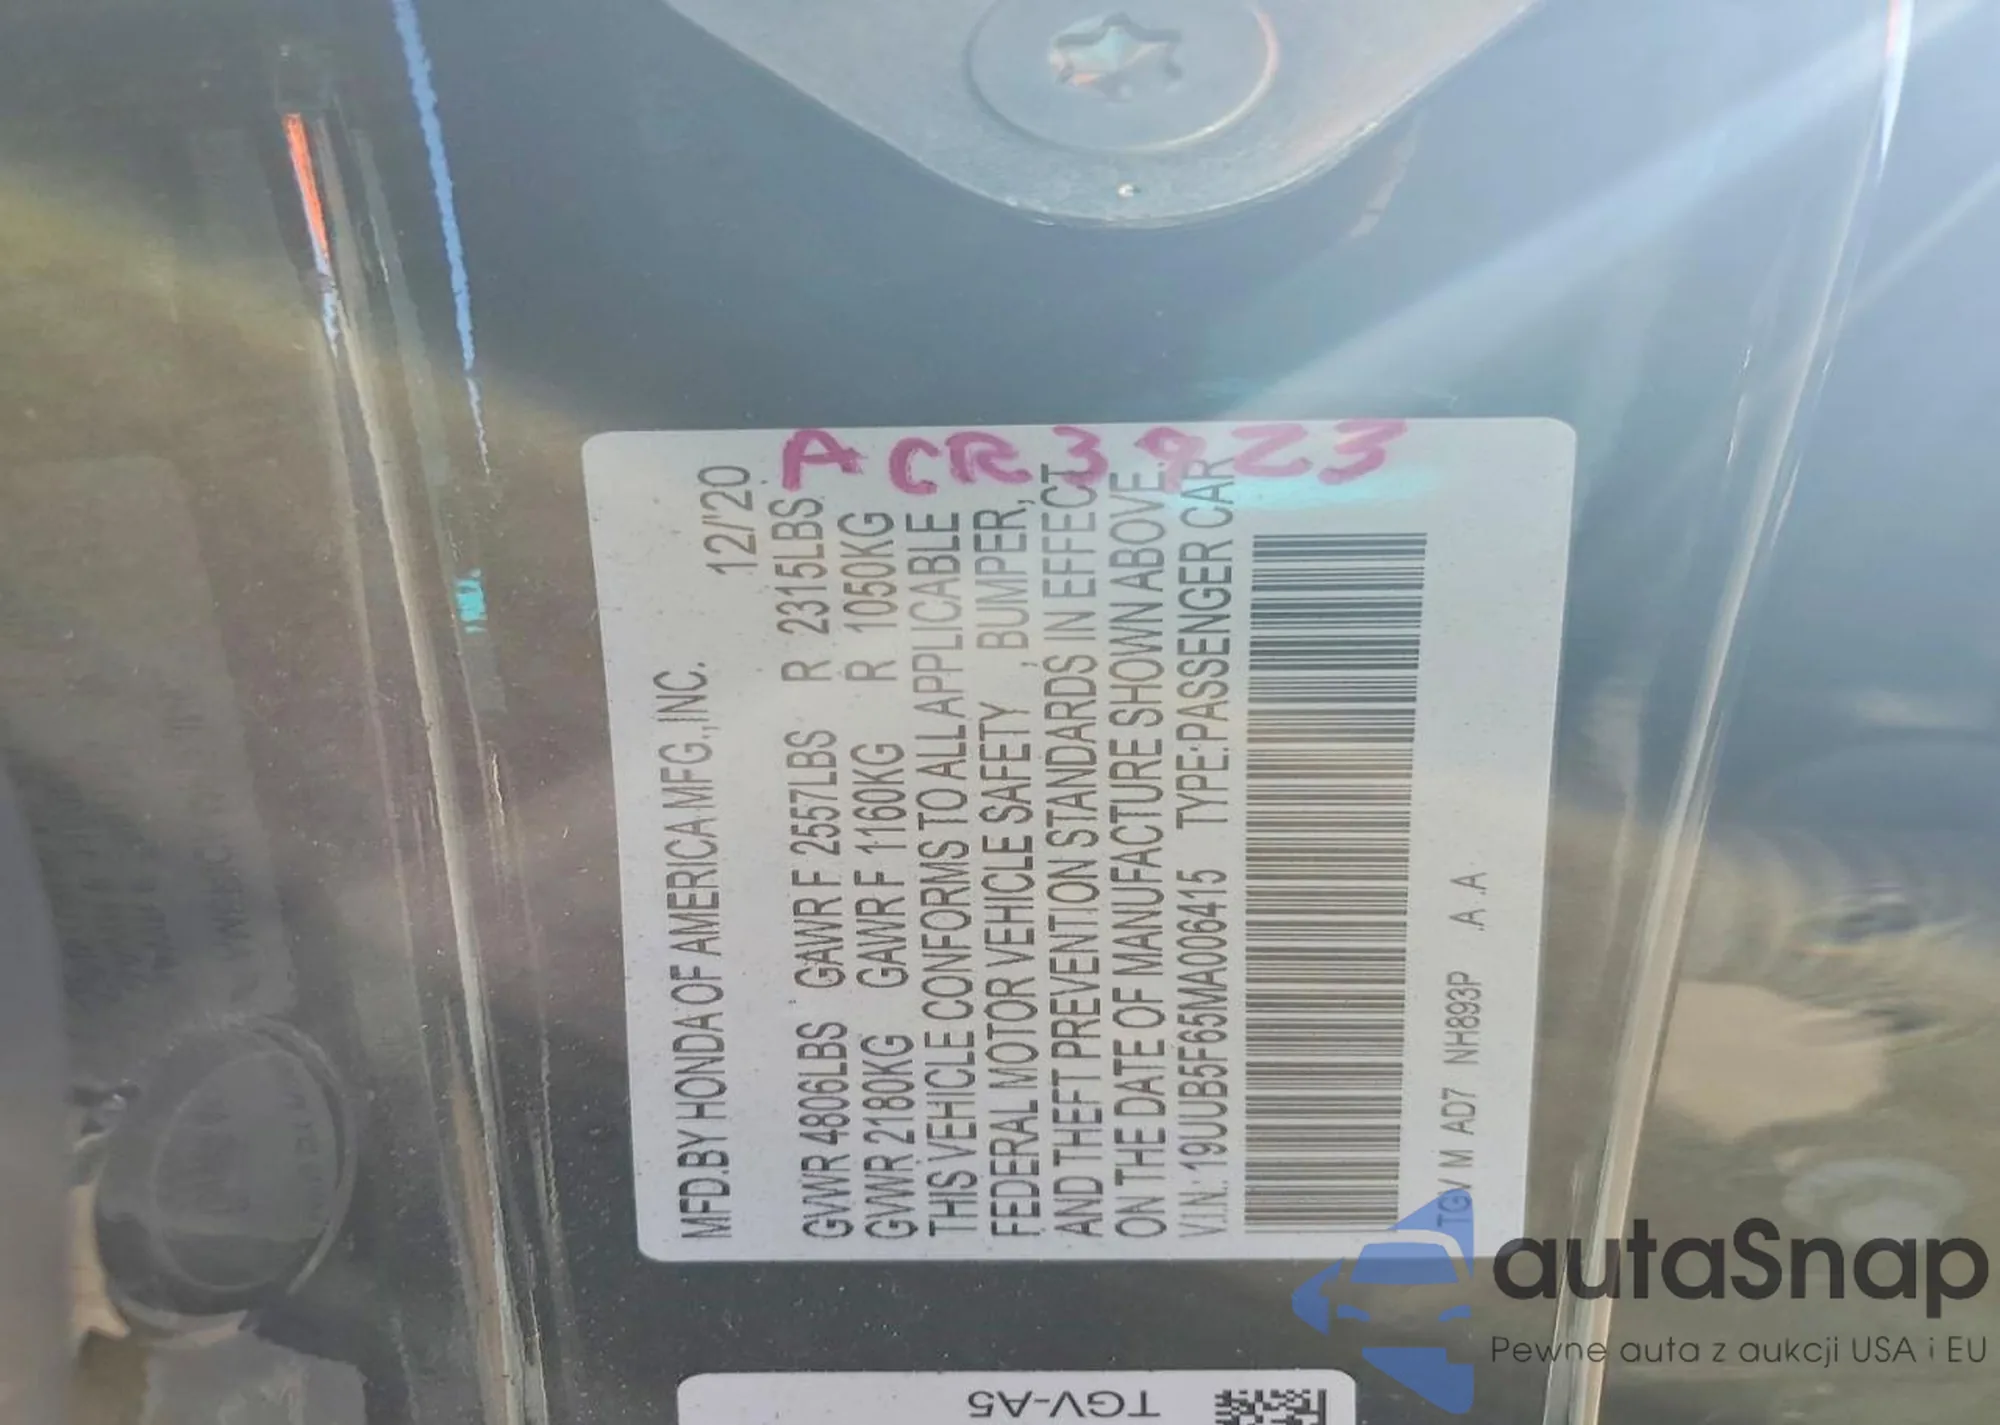 MFD.BY HONDA OF AMERICA MFG.,INC. 12/'20
GVWR 4806LBS GAWR F 2557LBS R 2315LBS
GVWR 2180KG GAWR F 1160KG R 1050KG
THIS VEHICLE CONFORMS TO ALL APPLICABLE
FEDERAL MOTOR VEHICLE SAFETY , BUMPER,
AND THEFT PREVENTION STANDARDS IN EFFECT
ON THE DATE OF MANUFACTURE SHOWN ABOVE.
V.I.N.: 19UUB5F65MA006415 TYPE:PASSENGER CAR
TGV M AD7 NH893P .A .A
ACR3923
TGV-A5
autaSnap
Pewne auta z aukcji USA i EU